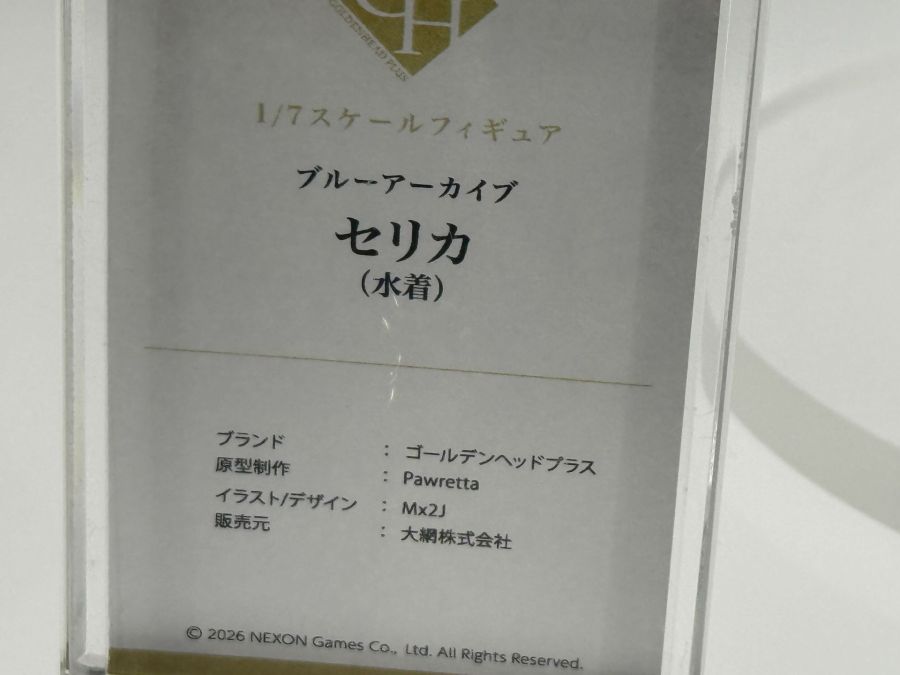 GH
GOLDENHEAD PLUS
1/7スケールフィギュア
ブルーアーカイブ
セリカ
(水着)
ブランド : ゴールデンヘッドプラス
原型制作 : Pawretta
イラスト/デザイン : Mx2J
販売元 : 大網株式会社
© 2026 NEXON Games Co., Ltd. All Rights Reserved.